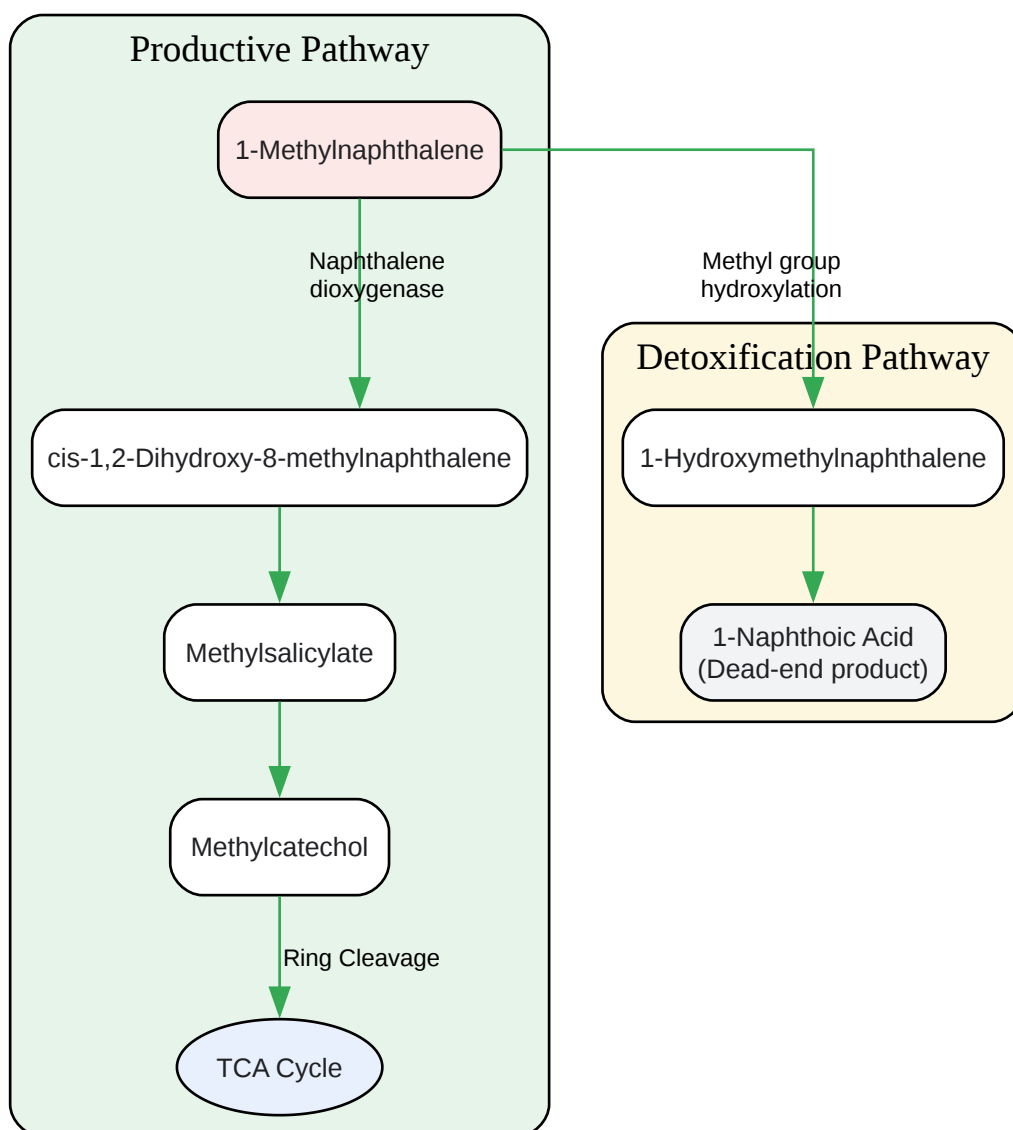 Productive Pathway
1-Methylnaphthalene
Naphthalene
dioxygenase
Methyl group
hydroxylation
Detoxification Pathway
cis-1,2-Dihydroxy-8-methylnaphthalene
1-Hydroxymethylnaphthalene
Methylsalicylate
1-Naphthoic Acid
(Dead-end product)
Methylcatechol
Ring Cleavage
TCA Cycle